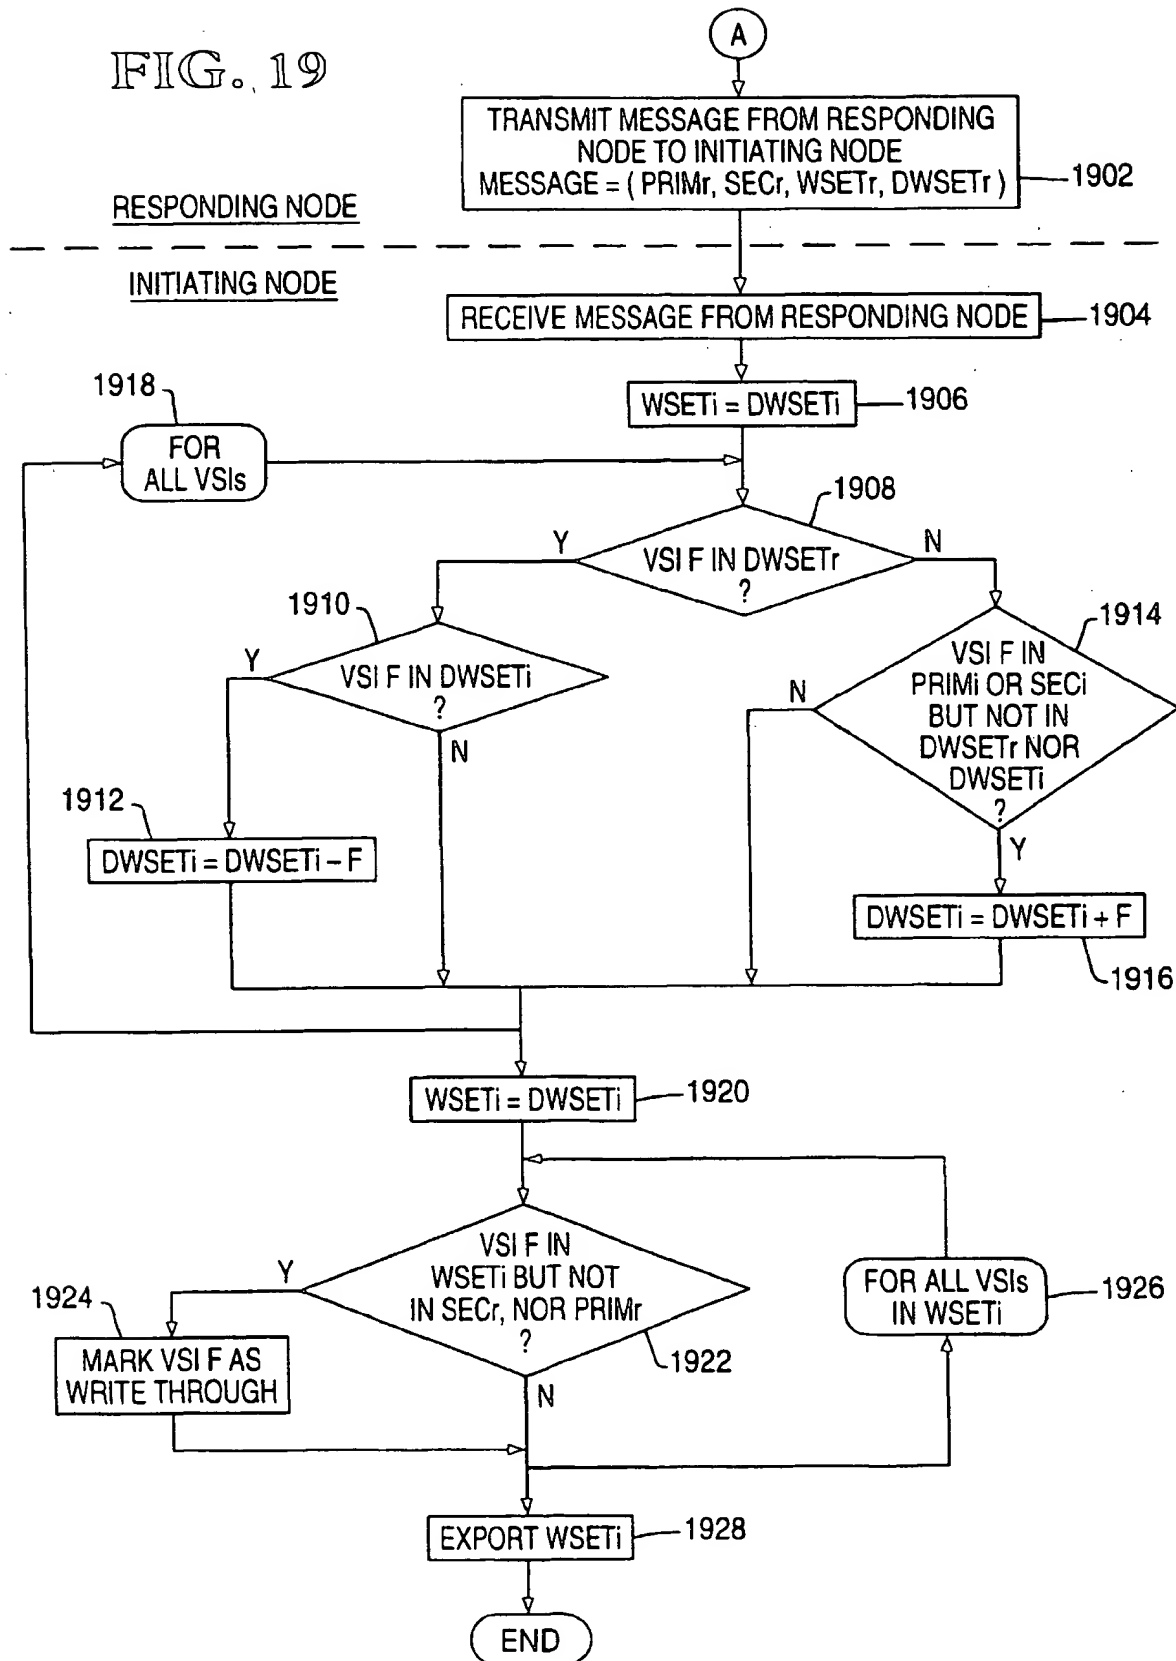 FIG. 19
A
TRANSMIT MESSAGE FROM RESPONDING
NODE TO INITIATING NODE
MESSAGE = ( PRIMr, SECr, WSETr, DWSETr )
1902
RESPONDING NODE
INITIATING NODE
RECEIVE MESSAGE FROM RESPONDING NODE
1904
WSETi = DWSETi
1906
1918
FOR
ALL VSIs
1908
VSI F IN DWSETr
?
Y
N
1910
VSI F IN DWSETi
?
Y
N
1914
VSI F IN
PRIMi OR SECi
BUT NOT IN
DWSETr NOR
DWSETi
?
N
Y
1912
DWSETi = DWSETi – F
DWSETi = DWSETi + F
1916
WSETi = DWSETi
1920
VSI F IN
WSETi BUT NOT
IN SECr, NOR PRIMr
?
1922
Y
N
1924
MARK VSI F AS
WRITE THROUGH
FOR ALL VSIs
IN WSETi
1926
EXPORT WSETi
1928
END